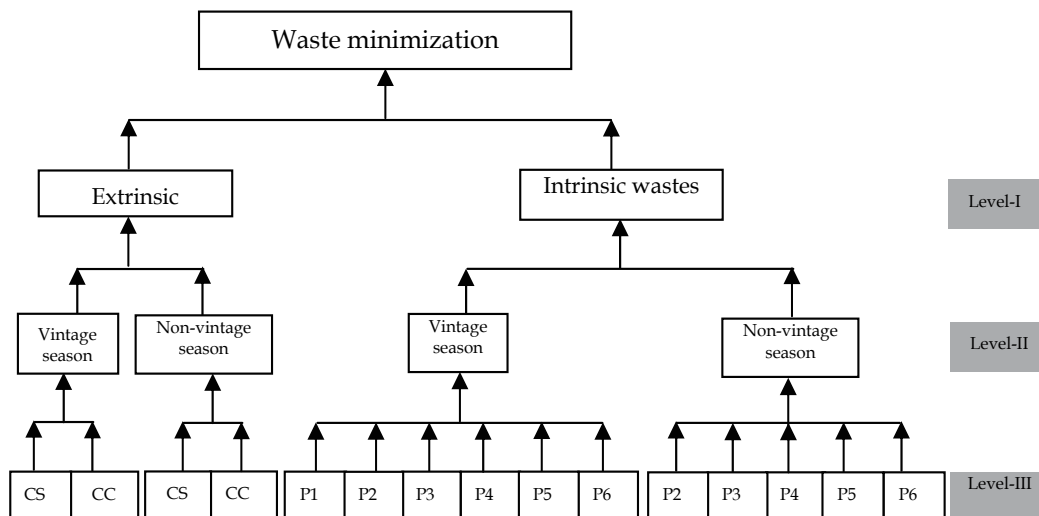 Waste minimization
Extrinsic
Intrinsic wastes
Level-I
Vintage
season
Non-vintage
season
Vintage
season
Non-vintage
season
Level-II
CS
CC
CS
CC
P1
P2
P3
P4
P5
P6
P2
P3
P4
P5
P6
Level-III